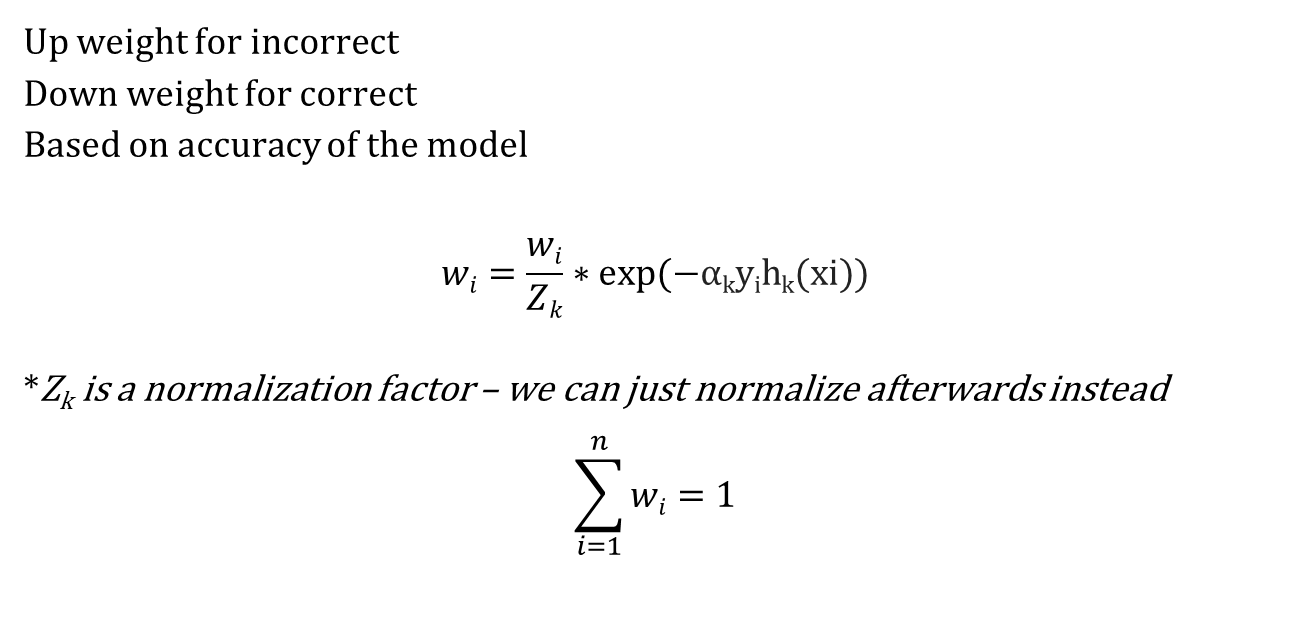 Up weight for incorrect
Down weight for correct
Based on accuracy of the model
wᵢ = wᵢ/Zₖ * exp(−αₖyᵢhₖ(xi))
*Zₖ is a normalization factor – we can just normalize afterwards instead
∑ᵢ₌₁ⁿ wᵢ = 1